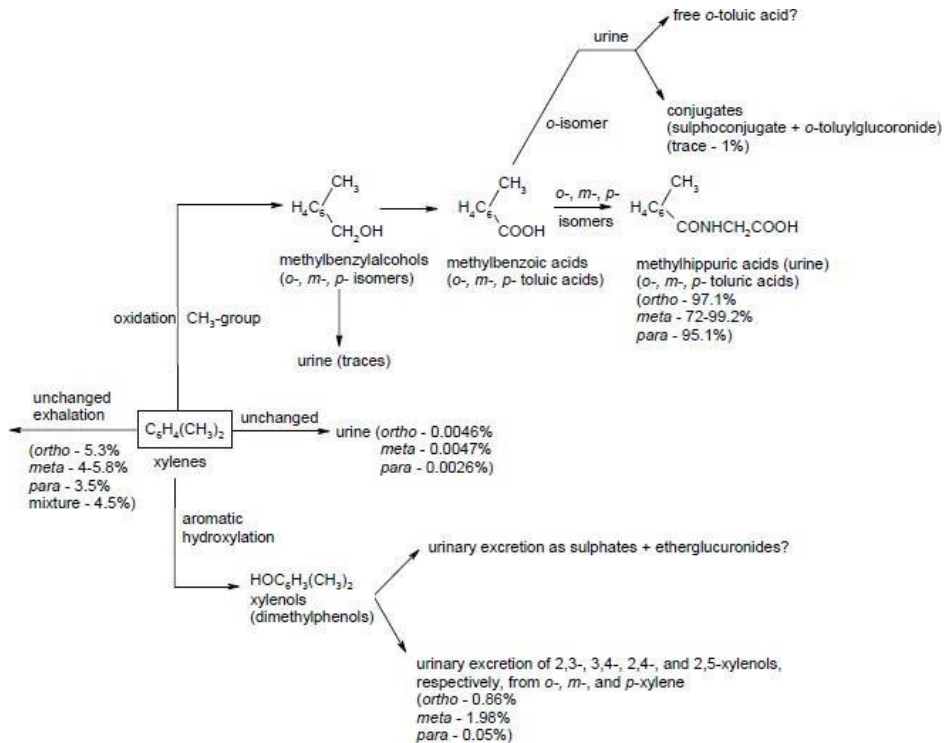 free o-toluic acid?
urine
conjugates
(sulphoconjugate + o-toluylglucoronide)
(trace - 1%)
o-isomer
CH₃
H₄C₆
CH₂OH
methylbenzylalcohols
(o-, m-, p- isomers)
CH₃
H₄C₆
COOH
methylbenzoic acids
(o-, m-, p- toluic acids)
o-, m-, p-
isomers
CH₃
H₄C₆
CONHCH₂COOH
methylhippuric acids (urine)
(o-, m-, p- toluric acids)
(ortho - 97.1%
meta - 72-99.2%
para - 95.1%)
oxidation CH₃-group
urine (traces)
unchanged
exhalation
(ortho - 5.3%
meta - 4-5.8%
para - 3.5%
mixture - 4.5%)
C₆H₄(CH₃)₂
xylenes
unchanged
urine (ortho - 0.0046%
meta - 0.0047%
para - 0.0026%)
aromatic
hydroxylation
HOC₆H₃(CH₃)₂
xylenols
(dimethylphenols)
urinary excretion as sulphates + etherglucuronides?
urinary excretion of 2,3-, 3,4-, 2,4-, and 2,5-xylenols,
respectively, from o-, m-, and p-xylene
(ortho - 0.86%
meta - 1.98%
para - 0.05%)